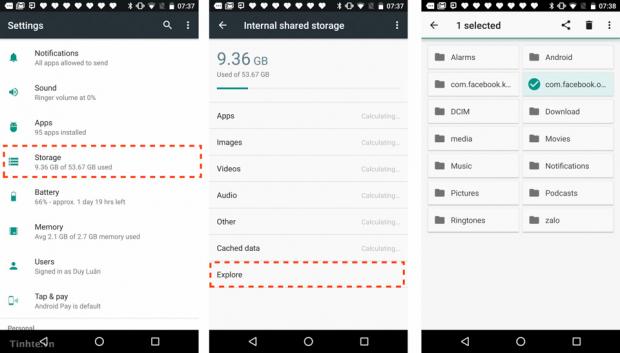 07:37
Settings
Notifications
All apps allowed to send
Sound
Ringer volume at 0%
Apps
95 apps installed
Storage
9.36 GB of 53.67 GB used
Battery
66% - approx. 1 day 19 hrs left
Memory
Avg 2.1 GB of 2.7 GB memory used
Users
Signed in as Duy Luân
Tap & pay
Android Pay is default
Personal
Tinhte.vn
07:37
Internal shared storage
9.36 GB
Used of 53.67 GB
Apps Calculating...
Images Calculating...
Videos Calculating...
Audio Calculating...
Other Calculating...
Cached data Calculating...
Explore
07:38
1 selected
Alarms Android
com.facebook.k... com.facebook.o...
DCIM Download
media Movies
Music Notifications
Pictures Podcasts
Ringtones zalo